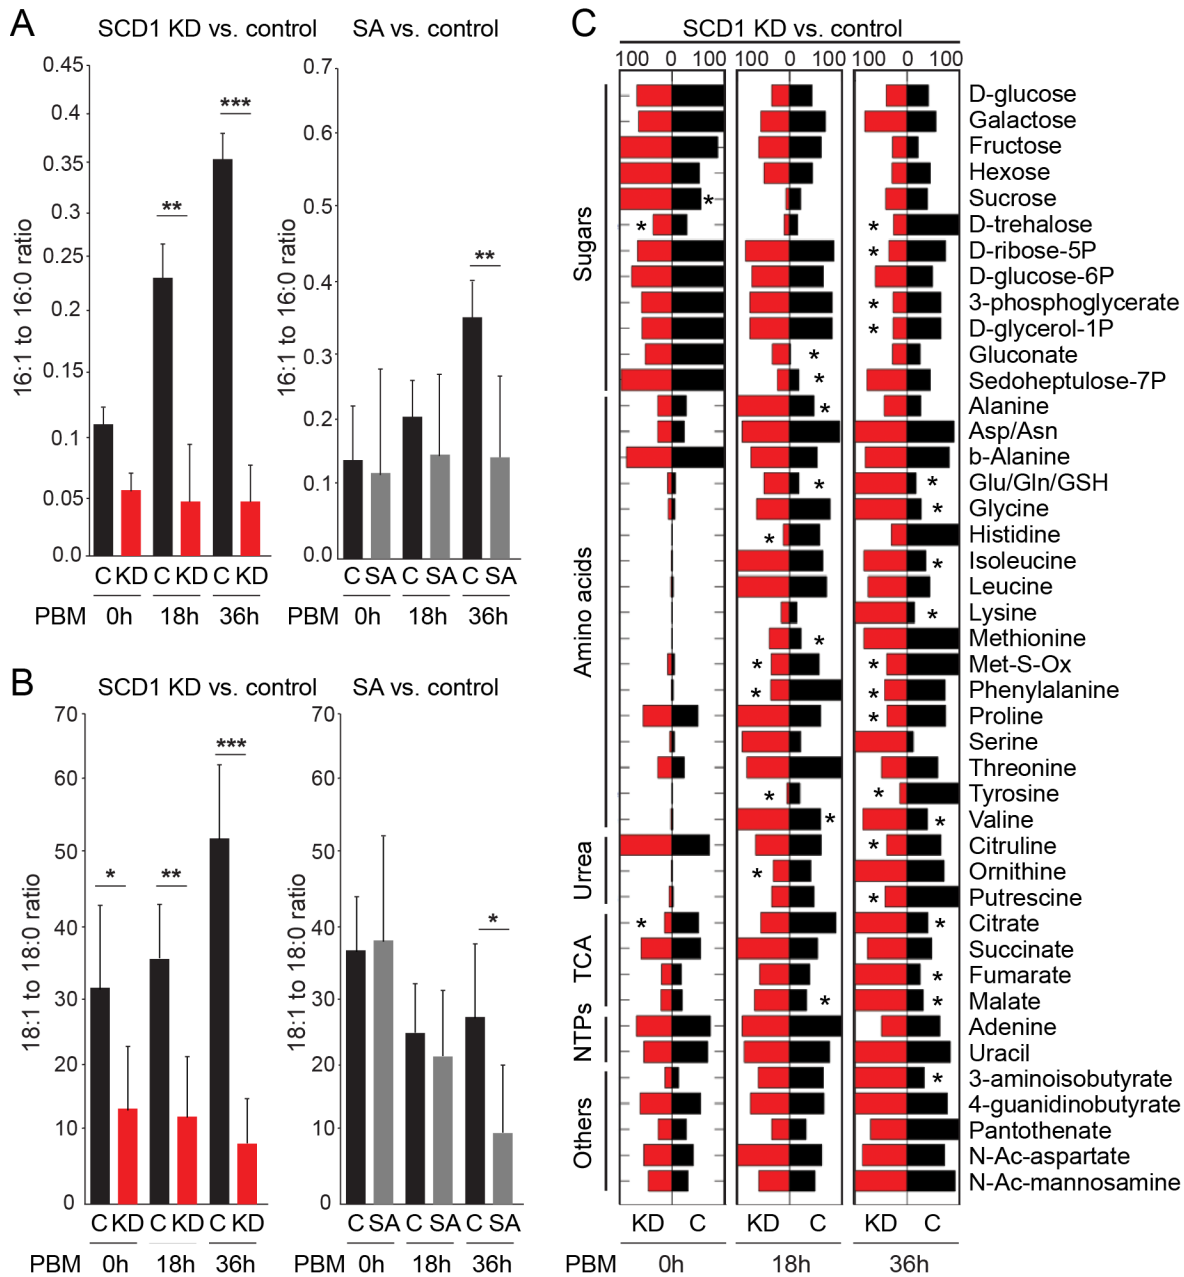 A
SCD1 KD vs. control
SA vs. control
16:1 to 16:0 ratio
0.45
0.4
0.35
0.3
0.25
0.2
0.15
0.1
0.05
0.0
***
**
C KD C KD C KD
PBM 0h 18h 36h
16:1 to 16:0 ratio
0.7
0.6
0.5
0.4
0.3
0.2
0.1
0.0
**
C SA C SA C SA
0h 18h 36h
B
SCD1 KD vs. control
SA vs. control
18:1 to 18:0 ratio
70
60
50
40
30
20
10
0
***
* **
C KD C KD C KD
PBM 0h 18h 36h
18:1 to 18:0 ratio
70
60
50
40
30
20
10
0
*
C SA C SA C SA
PBM 0h 18h 36h
C
SCD1 KD vs. control
100 0 100 100 0 100 100 0 100
Sugars
D-glucose
Galactose
Fructose
Hexose
* Sucrose
* * D-trehalose
* D-ribose-5P
D-glucose-6P
* 3-phosphoglycerate
* D-glycerol-1P
* Gluconate
* Sedoheptulose-7P
Amino acids
* Alanine
Asp/Asn
b-Alanine
* * Glu/Gln/GSH
* Glycine
* Histidine
* Isoleucine
Leucine
* Lysine
* Methionine
* * Met-S-Ox
* * Phenylalanine
* Proline
Serine
Threonine
* * Tyrosine
* * Valine
Urea
* Citruline
* Ornithine
* Putrescine
TCA
* * Citrate
Succinate
* Fumarate
* * Malate
NTPs
Adenine
Uracil
Others
* 3-aminoisobutyrate
4-guanidinobutyrate
Pantothenate
N-Ac-aspartate
N-Ac-mannosamine
KD C KD C KD C
PBM 0h 18h 36h